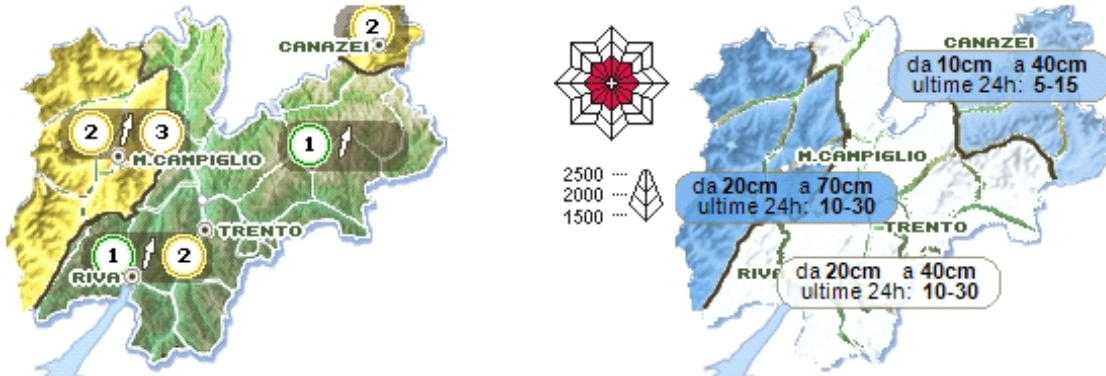 2
CANAZEI
2 3
M.CAMPIGLIO
1
TRENTO
1 2
RIVA
2500
2000
1500
CANAZEI
da 10cm a 40cm
ultime 24h: 5-15
M.CAMPIGLIO
da 20cm a 70cm
ultime 24h: 10-30
TRENTO
RIVA
da 20cm a 40cm
ultime 24h: 10-30